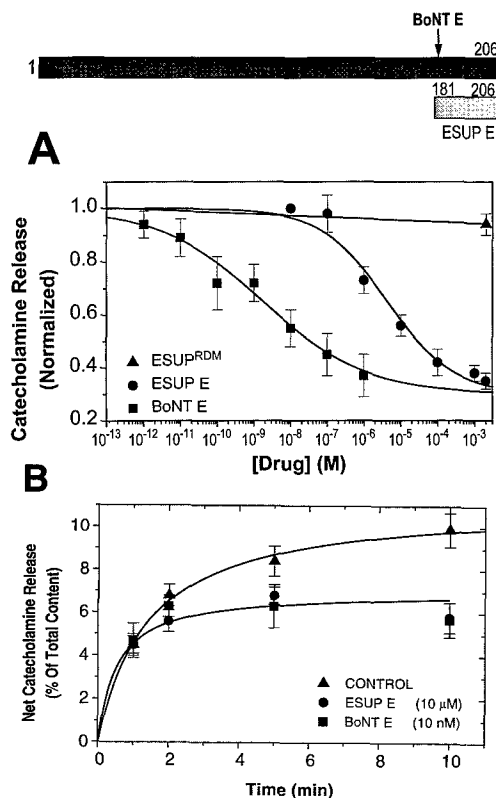 BoNT E
1
206
181 206
ESUP E
A
Catecholamine Release
(Normalized)
1.0
0.8
0.6
0.4
0.2
ESUP^RDM
ESUP E
BoNT E
10^-13 10^-12 10^-11 10^-10 10^-9 10^-8 10^-7 10^-6 10^-5 10^-4 10^-3
[Drug] (M)
B
Net Catecholamine Release
(% Of Total Content)
10
8
6
4
2
0
CONTROL
ESUP E (10 µM)
BoNT E (10 nM)
0 2 4 6 8 10
Time (min)